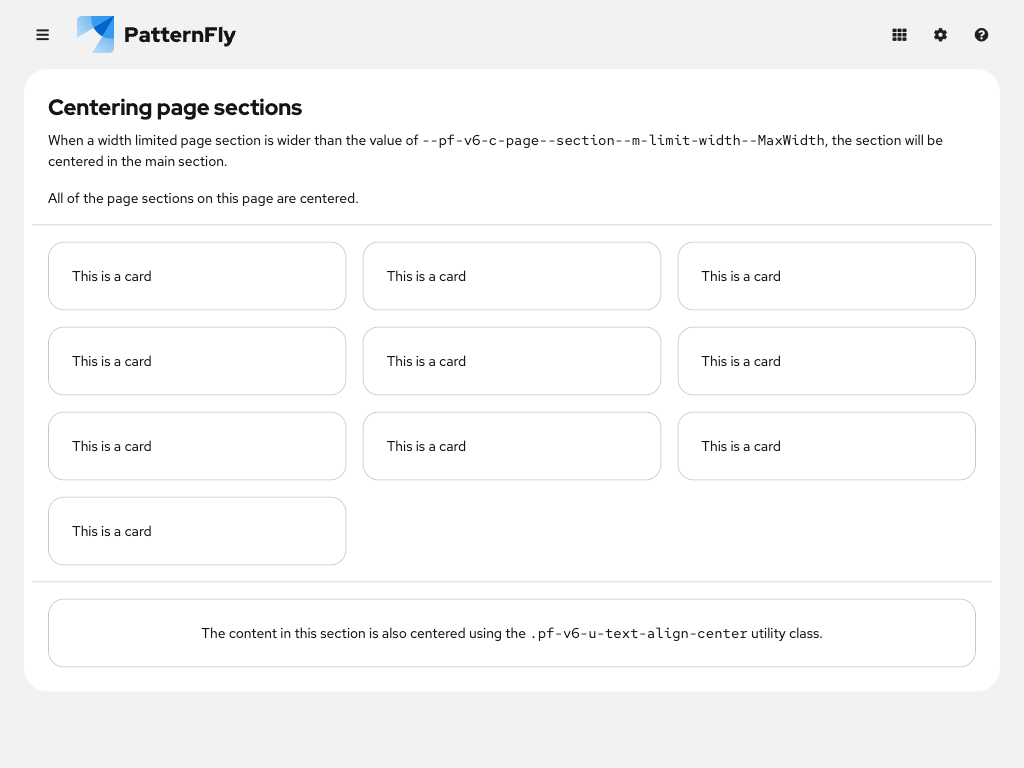 PatternFly
Centering page sections
When a width limited page section is wider than the value of --pf-v6-c-page--section--m-limit-width--MaxWidth, the section will be
centered in the main section.
All of the page sections on this page are centered.
This is a card
This is a card
This is a card
This is a card
This is a card
This is a card
This is a card
This is a card
This is a card
This is a card
The content in this section is also centered using the .pf-v6-u-text-align-center utility class.